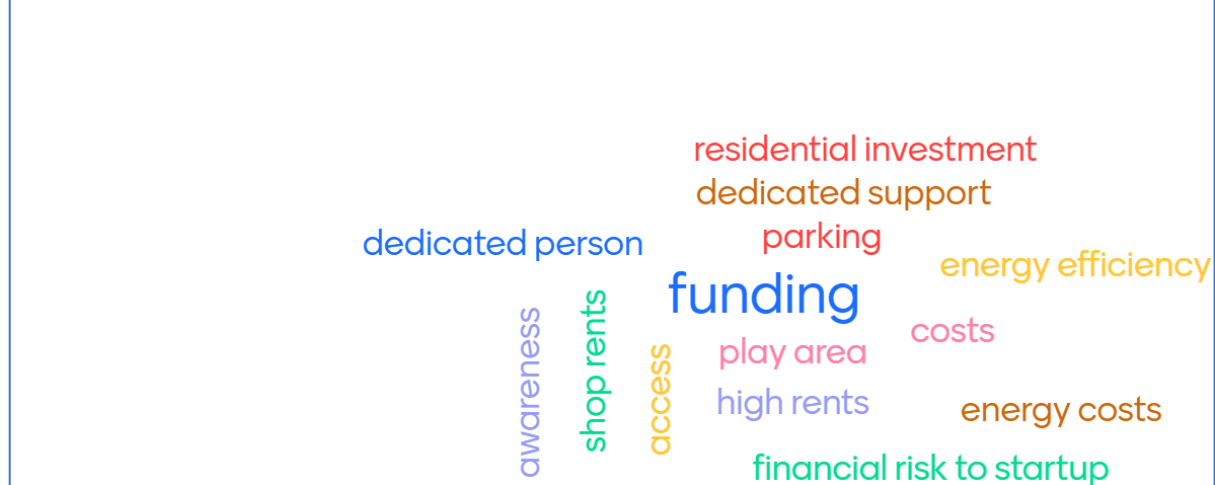 residential investment
dedicated support
parking
dedicated person
energy efficiency
funding
awareness
shop rents
access
costs
play area
high rents
energy costs
financial risk to startup